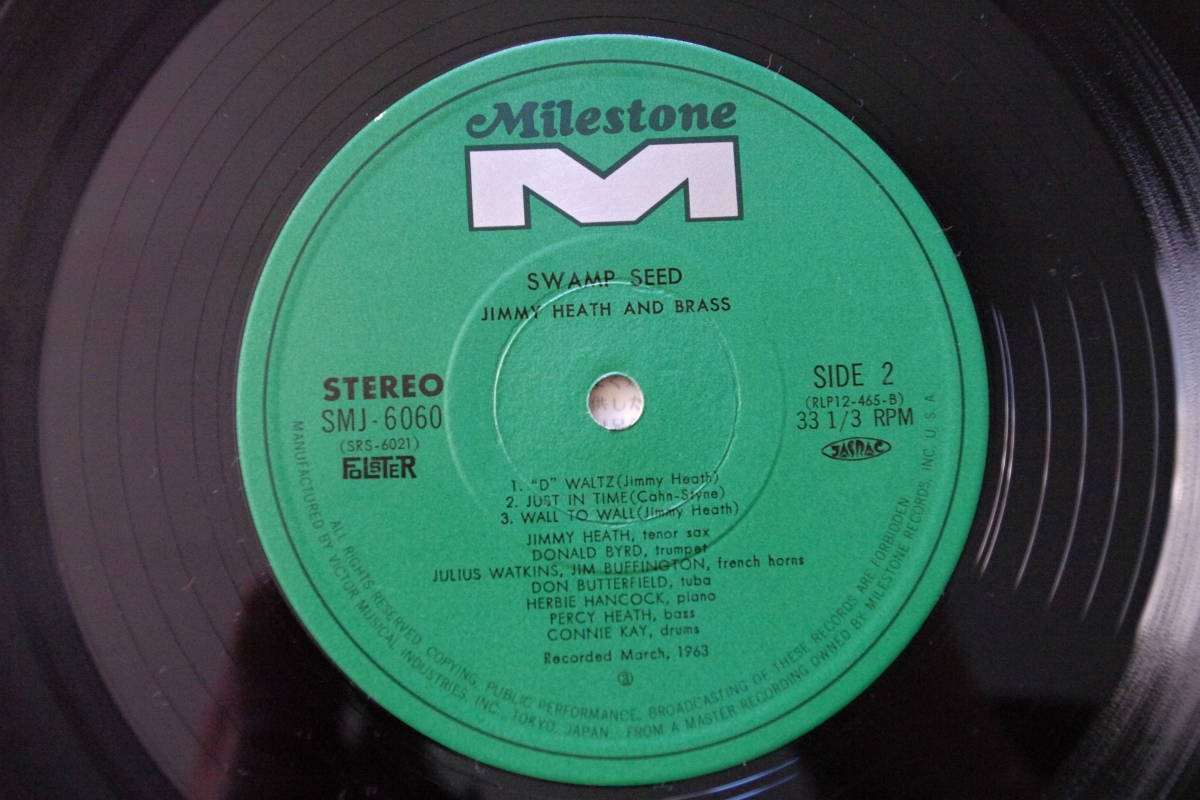 Milestone
M
SWAMP SEED
JIMMY HEATH AND BRASS
STEREO
SMJ-6060
(SRS-6021)
FOLSTER
SIDE 2
(RLP12-465-B)
33 1/3 RPM
JASRAC
1. "D" WALTZ(Jimmy Heath)
2. JUST IN TIME(Cahn-Styne)
3. WALL TO WALL(Jimmy Heath)
JIMMY HEATH, tenor sax
DONALD BYRD, trumpet
JULIUS WATKINS, JIM BUFFINGTON, french horns
DON BUTTERFIELD, tuba
HERBIE HANCOCK, piano
PERCY HEATH, bass
CONNIE KAY, drums
Recorded March, 1963
ALL RIGHTS RESERVED. COPYING, PUBLIC PERFORMANCE, BROADCASTING OF THESE RECORDS ARE FORBIDDEN
MANUFACTURED BY VICTOR MUSICAL INDUSTRIES, INC., TOKYO, JAPAN FROM A MASTER RECORDING OWNED BY MILESTONE RECORDS, INC. U.S.A.